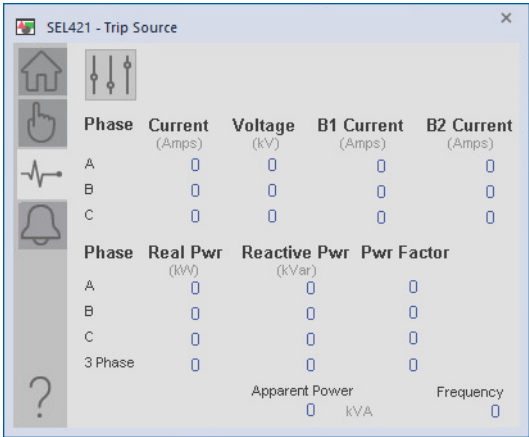 SEL421 - Trip Source
Phase Current Voltage B1 Current B2 Current
(Amps) (kV) (Amps) (Amps)
A 0 0 0 0
B 0 0 0 0
C 0 0 0 0
Phase Real Pwr Reactive Pwr Pwr Factor
(kW) (kVar)
A 0 0 0
B 0 0 0
C 0 0 0
3 Phase 0 0 0
Apparent Power Frequency
? 0 kVA 0